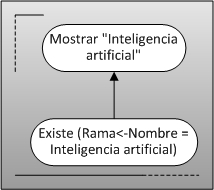 Mostrar "Inteligencia
artificial"
Existe (Rama<-Nombre =
Inteligencia artificial)